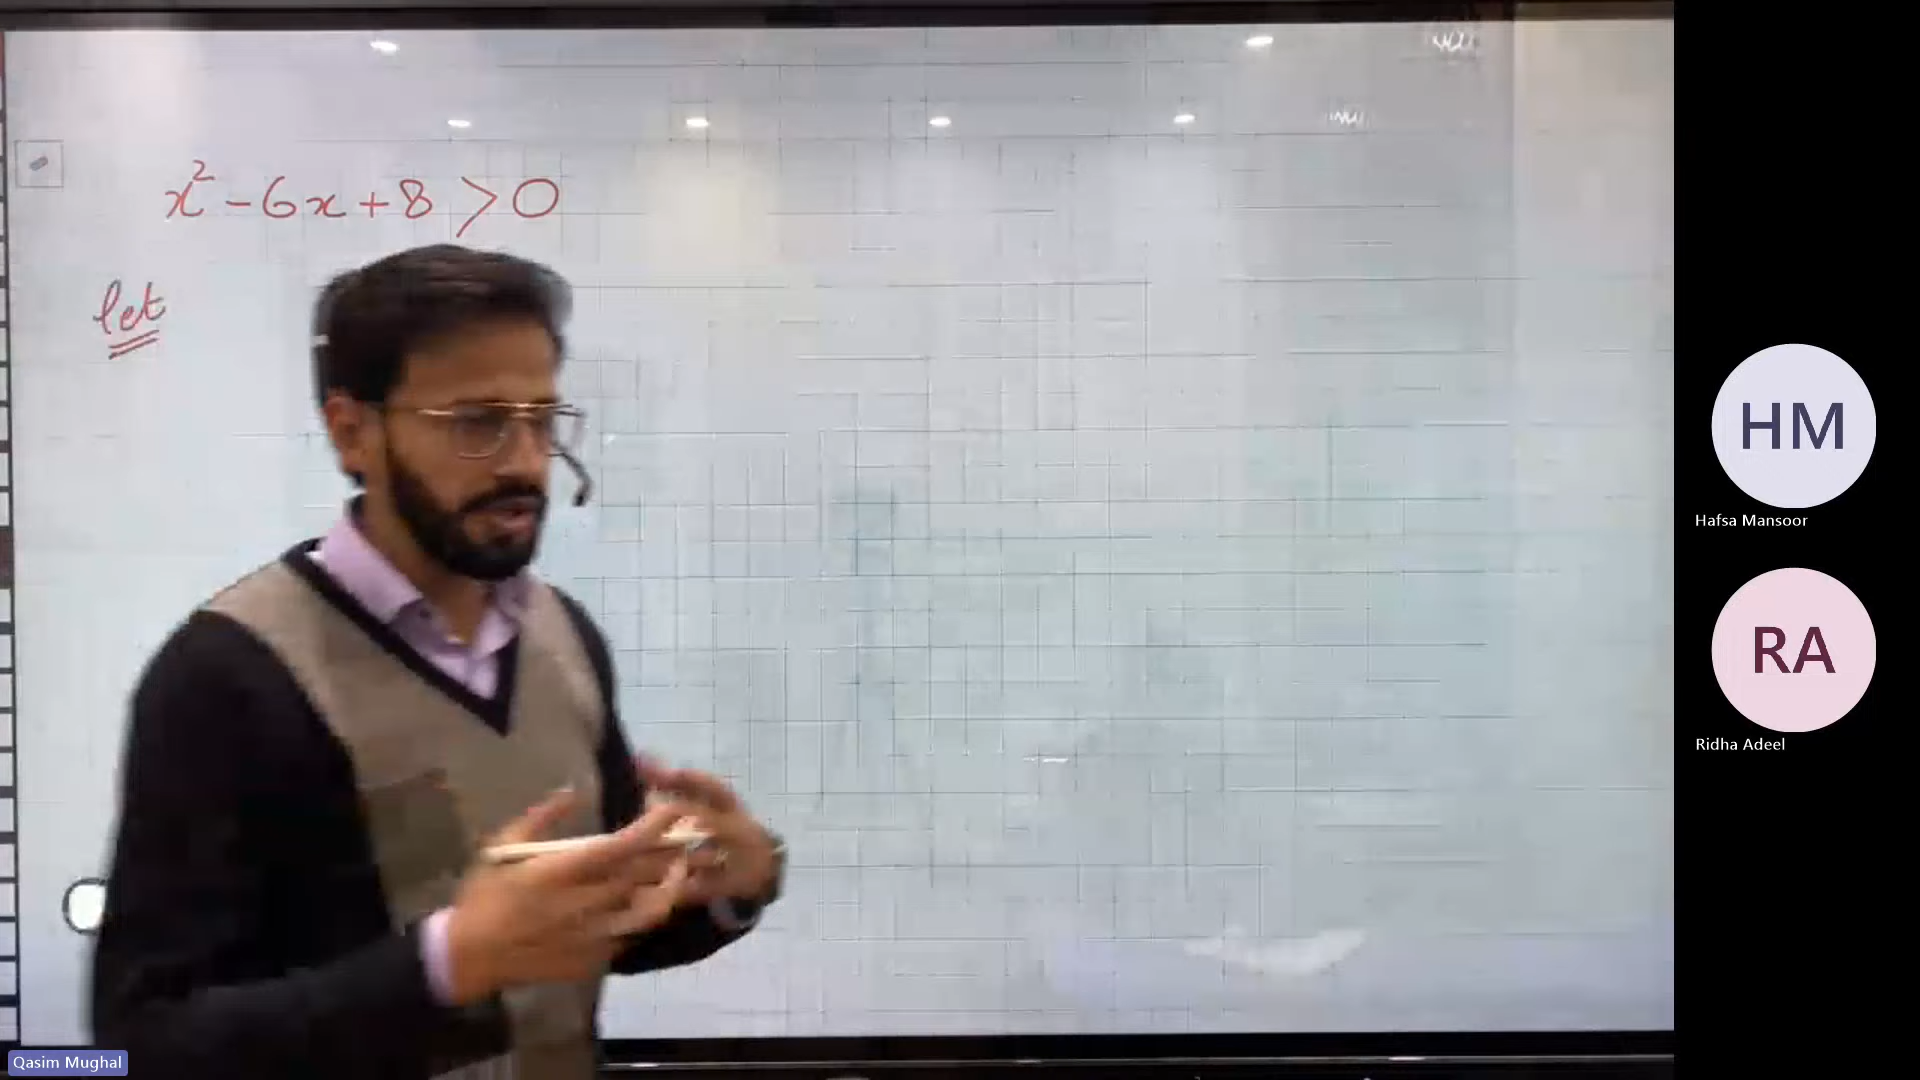 x² - 6x + 8 > 0
let
HM
Hafsa Mansoor
RA
Ridha Adeel
Qasim Mughal